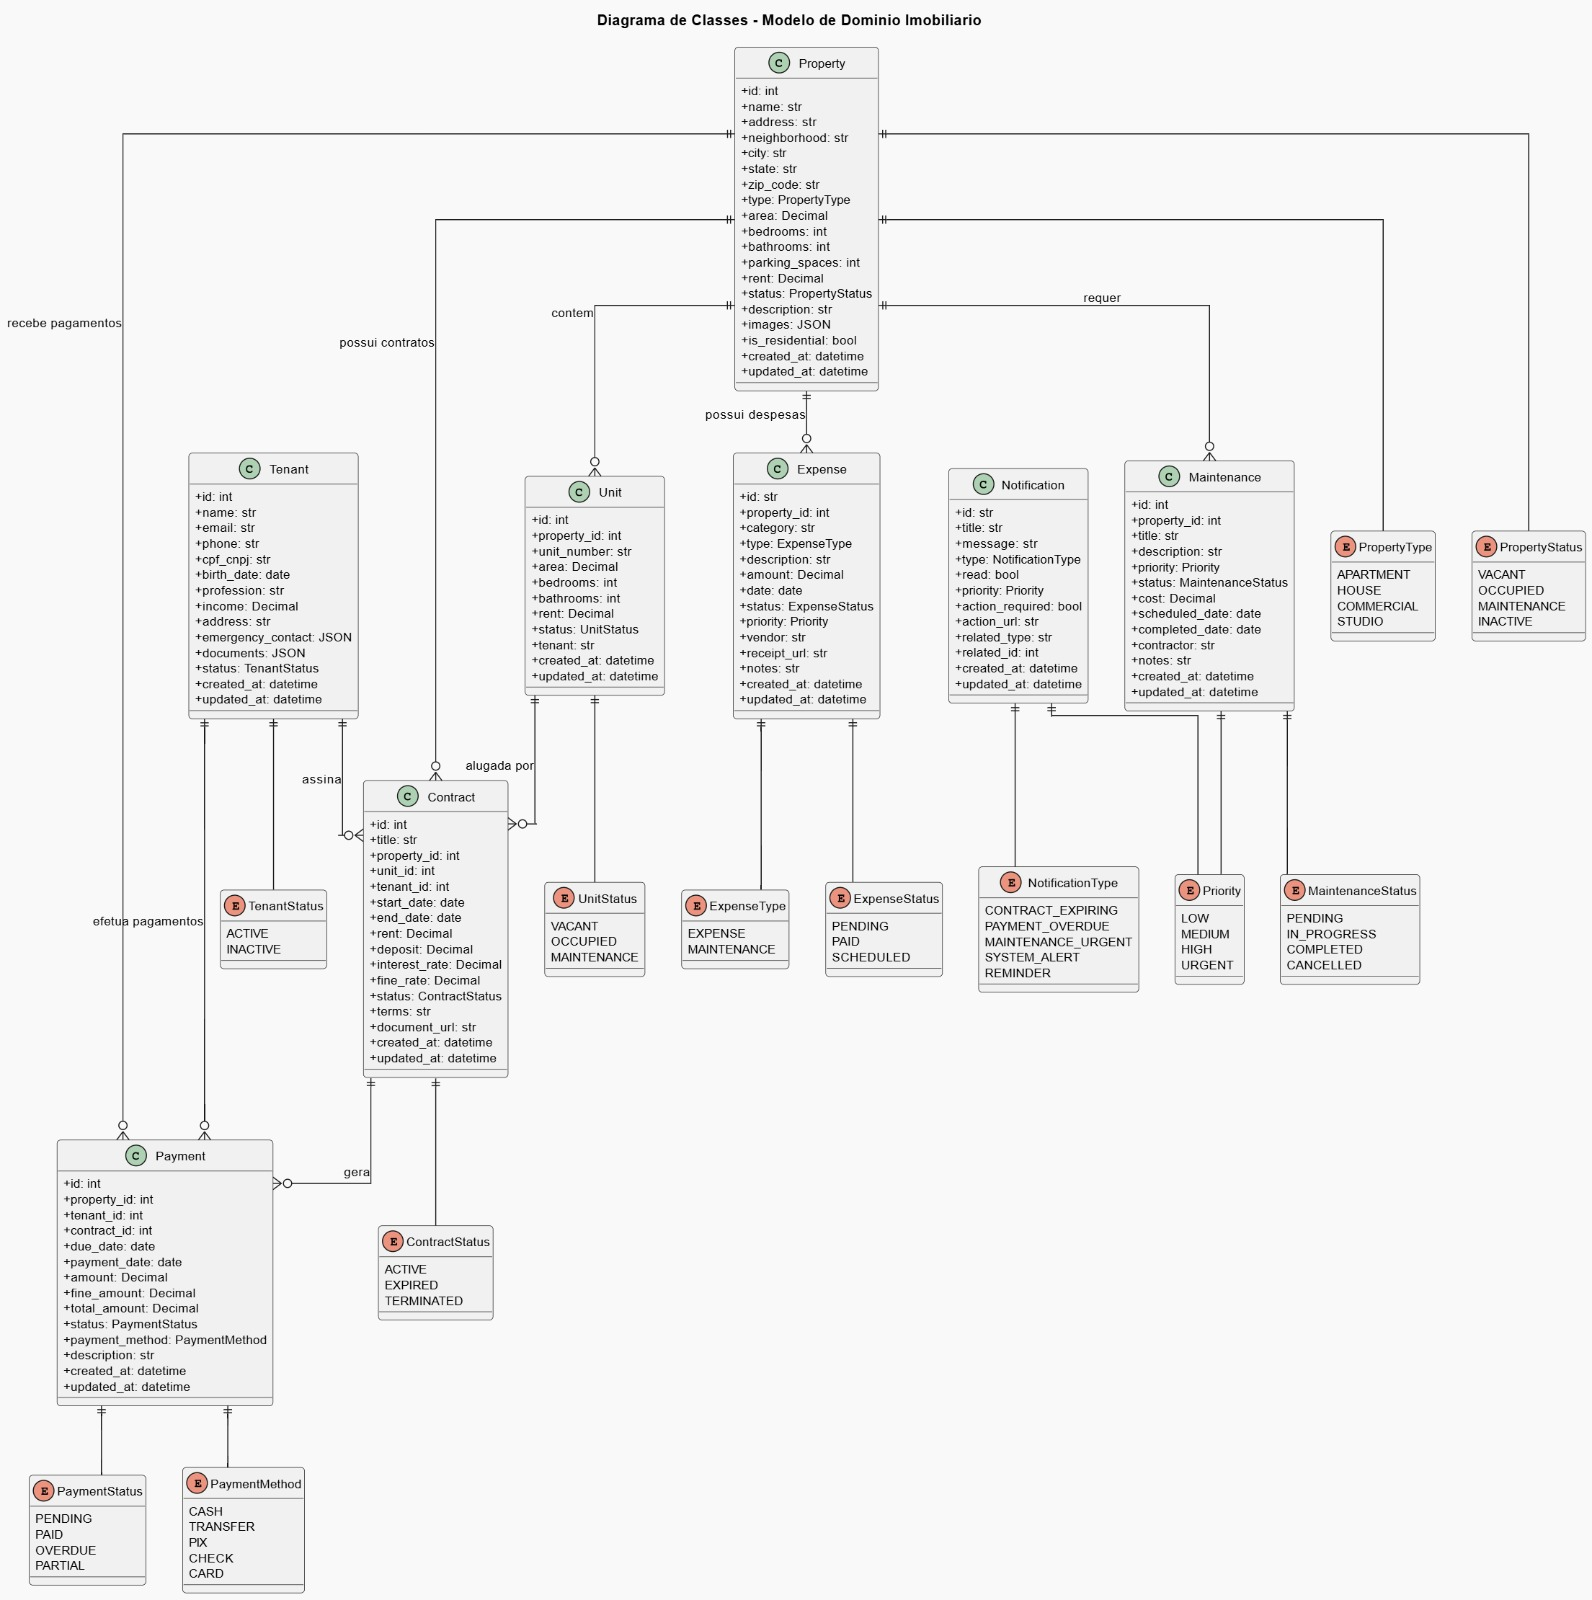 Diagrama de Classes - Modelo de Dominio Imobiliario
C Property
+id: int
+name: str
+address: str
+neighborhood: str
+city: str
+state: str
+zip_code: str
+type: PropertyType
+area: Decimal
+bedrooms: int
+bathrooms: int
+parking_spaces: int
+rent: Decimal
+status: PropertyStatus
+description: str
+images: JSON
+is_residential: bool
+created_at: datetime
+updated_at: datetime
recebe pagamentos
possui contratos
contem
requer
possui despesas
C Tenant
+id: int
+name: str
+email: str
+phone: str
+cpf_cnpj: str
+birth_date: date
+profession: str
+income: Decimal
+address: str
+emergency_contact: JSON
+documents: JSON
+status: TenantStatus
+created_at: datetime
+updated_at: datetime
C Unit
+id: int
+property_id: int
+unit_number: str
+area: Decimal
+bedrooms: int
+bathrooms: int
+rent: Decimal
+status: UnitStatus
+tenant: str
+created_at: datetime
+updated_at: datetime
C Expense
+id: str
+property_id: int
+category: str
+type: ExpenseType
+description: str
+amount: Decimal
+date: date
+status: ExpenseStatus
+priority: Priority
+vendor: str
+receipt_url: str
+notes: str
+created_at: datetime
+updated_at: datetime
C Notification
+id: str
+title: str
+message: str
+type: NotificationType
+read: bool
+priority: Priority
+action_required: bool
+action_url: str
+related_type: str
+related_id: int
+created_at: datetime
+updated_at: datetime
C Maintenance
+id: int
+property_id: int
+title: str
+description: str
+priority: Priority
+status: MaintenanceStatus
+cost: Decimal
+scheduled_date: date
+completed_date: date
+contractor: str
+notes: str
+created_at: datetime
+updated_at: datetime
E PropertyType
APARTMENT
HOUSE
COMMERCIAL
STUDIO
E PropertyStatus
VACANT
OCCUPIED
MAINTENANCE
INACTIVE
assina
alugada por
efetua pagamentos
C Contract
+id: int
+title: str
+property_id: int
+unit_id: int
+tenant_id: int
+start_date: date
+end_date: date
+rent: Decimal
+deposit: Decimal
+interest_rate: Decimal
+fine_rate: Decimal
+status: ContractStatus
+terms: str
+document_url: str
+created_at: datetime
+updated_at: datetime
E TenantStatus
ACTIVE
INACTIVE
E UnitStatus
VACANT
OCCUPIED
MAINTENANCE
E ExpenseType
EXPENSE
MAINTENANCE
E ExpenseStatus
PENDING
PAID
SCHEDULED
E NotificationType
CONTRACT_EXPIRING
PAYMENT_OVERDUE
MAINTENANCE_URGENT
SYSTEM_ALERT
REMINDER
E Priority
LOW
MEDIUM
HIGH
URGENT
E MaintenanceStatus
PENDING
IN_PROGRESS
COMPLETED
CANCELLED
gera
C Payment
+id: int
+property_id: int
+tenant_id: int
+contract_id: int
+due_date: date
+payment_date: date
+amount: Decimal
+fine_amount: Decimal
+total_amount: Decimal
+status: PaymentStatus
+payment_method: PaymentMethod
+description: str
+created_at: datetime
+updated_at: datetime
E ContractStatus
ACTIVE
EXPIRED
TERMINATED
E PaymentStatus
PENDING
PAID
OVERDUE
PARTIAL
E PaymentMethod
CASH
TRANSFER
PIX
CHECK
CARD